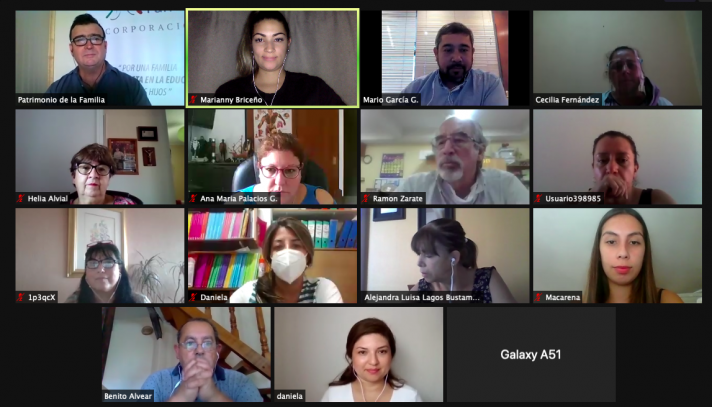 CORPORACI
"POR UNA FAMILIA
EN LA EDUC
HIJOS"
Patrimonio de la Familia
Marianny Briceño
Mario García G.
Cecilia Fernández
Helia Alvial
Ana María Palacios G.
Ramon Zarate
Usuario398985
1p3qcX
Daniela
Alejandra Luisa Lagos Bustam...
Macarena
Galaxy A51
Benito Alvear
daniela